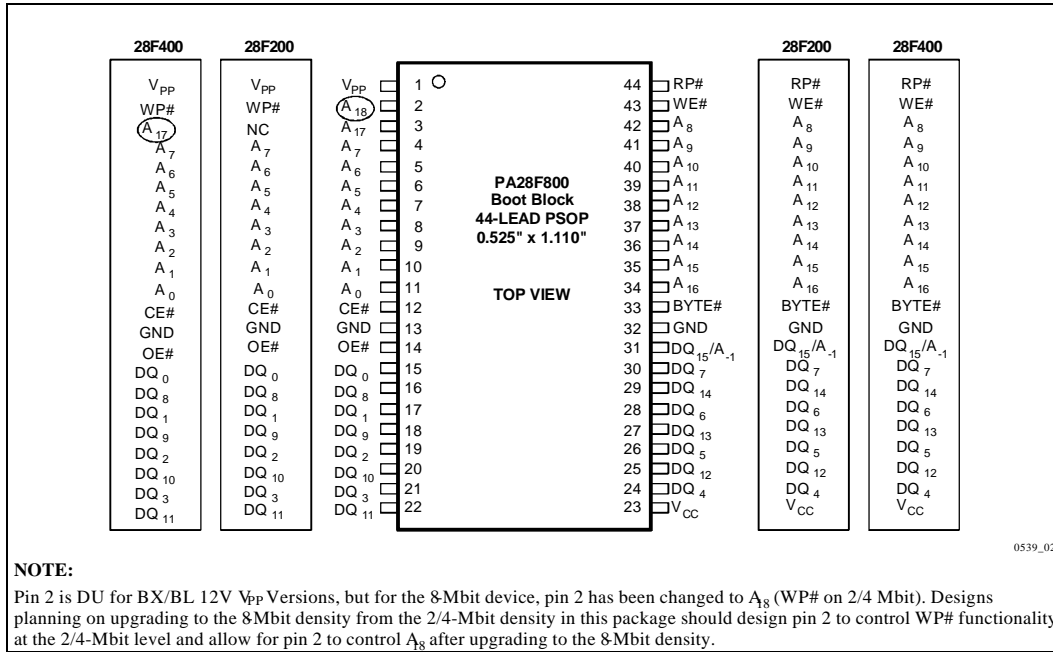 28F400 28F200 28F200 28F400
VPP VPP VPP 1 44 RP# RP# RP#
WP# WP# A18 2 43 WE# WE# WE#
A17 NC A17 3 42 A8 A8 A8
A7 A7 A7 4 41 A9 A9 A9
A6 A6 A6 5 40 A10 A10 A10
A5 A5 A5 6 PA28F800 39 A11 A11 A11
A4 A4 A4 7 Boot Block 38 A12 A12 A12
A3 A3 A3 8 44-LEAD PSOP 37 A13 A13 A13
A2 A2 A2 9 0.525" x 1.110" 36 A14 A14 A14
A1 A1 A1 10 35 A15 A15 A15
A0 A0 A0 11 TOP VIEW 34 A16 A16 A16
CE# CE# CE# 12 33 BYTE# BYTE# BYTE#
GND GND GND 13 32 GND GND GND
OE# OE# OE# 14 31 DQ15/A-1 DQ15/A-1 DQ15/A-1
DQ0 DQ0 DQ0 15 30 DQ7 DQ7 DQ7
DQ8 DQ8 DQ8 16 29 DQ14 DQ14 DQ14
DQ1 DQ1 DQ1 17 28 DQ6 DQ6 DQ6
DQ9 DQ9 DQ9 18 27 DQ13 DQ13 DQ13
DQ2 DQ2 DQ2 19 26 DQ5 DQ5 DQ5
DQ10 DQ10 DQ10 20 25 DQ12 DQ12 DQ12
DQ3 DQ3 DQ3 21 24 DQ4 DQ4 DQ4
DQ11 DQ11 DQ11 22 23 VCC VCC VCC
0539_02
NOTE:
Pin 2 is DU for BX/BL 12V VPP Versions, but for the 8-Mbit device, pin 2 has been changed to A18 (WP# on 2/4 Mbit). Designs
planning on upgrading to the 8-Mbit density from the 2/4-Mbit density in this package should design pin 2 to control WP# functionality
at the 2/4-Mbit level and allow for pin 2 to control A18 after upgrading to the 8-Mbit density.